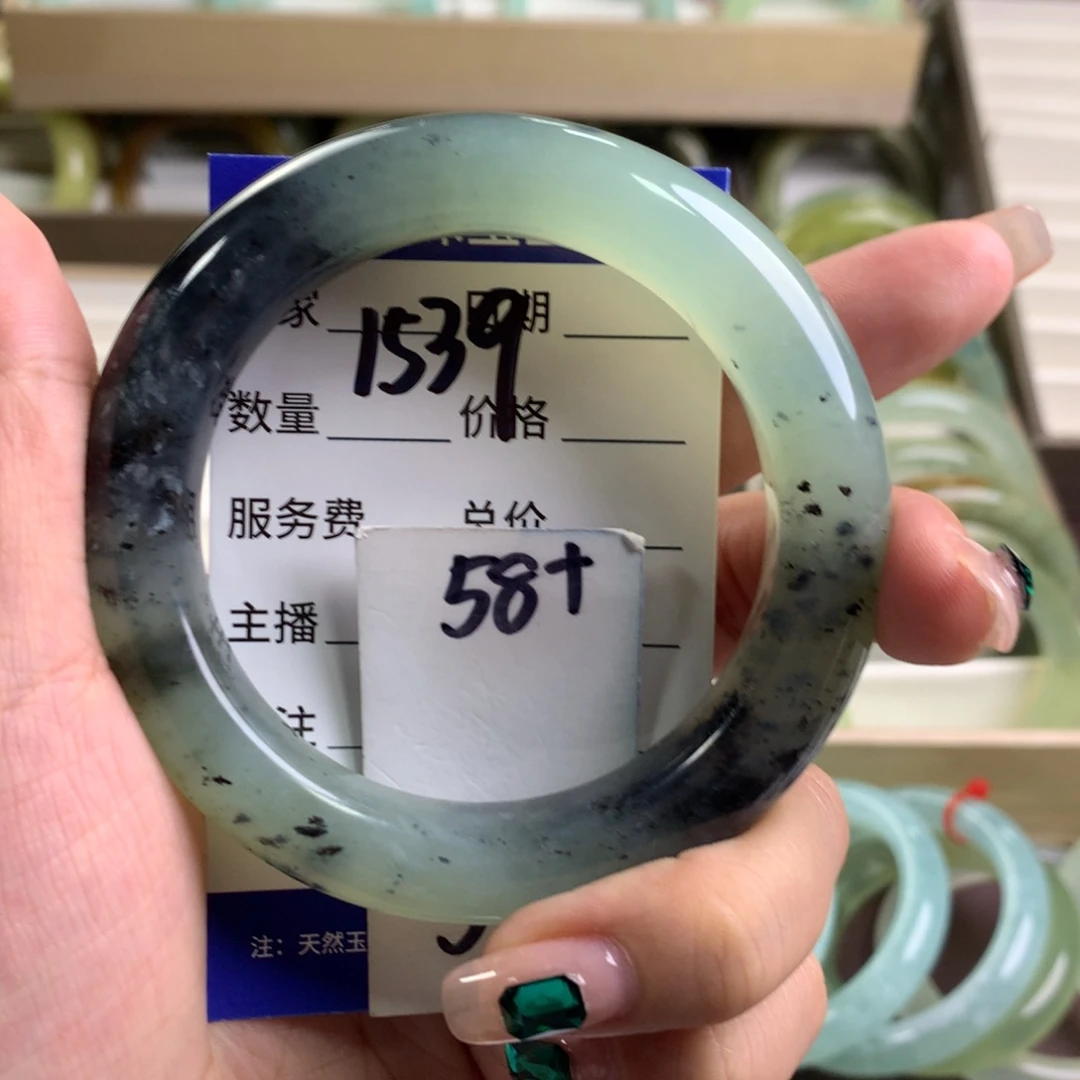 1539
家 日期
数量 价格
服务费 总价
主播
58+
注
注：天然玉